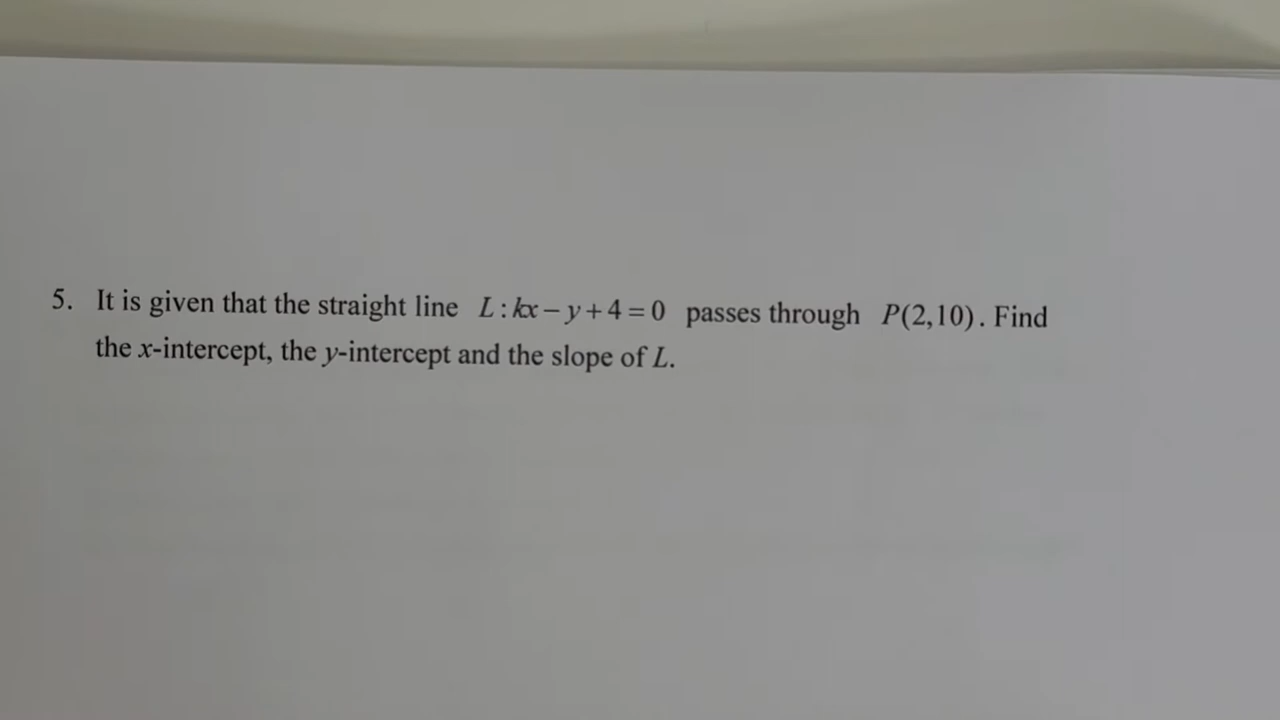 5. It is given that the straight line L : kx − y + 4 = 0 passes through P(2,10). Find
the x-intercept, the y-intercept and the slope of L.